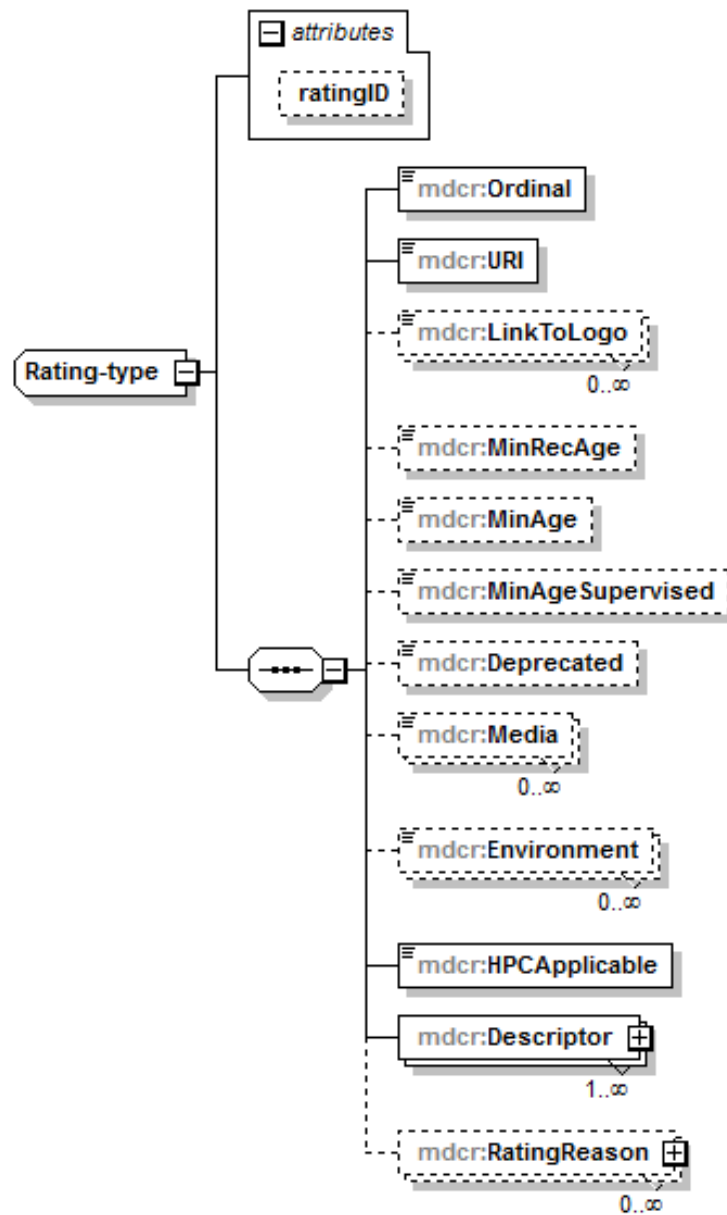 attributes
ratingID
mdcr:Ordinal
mdcr:URI
mdcr:LinkToLogo
0..∞
Rating-type
mdcr:MinRecAge
mdcr:MinAge
mdcr:MinAgeSupervised
mdcr:Deprecated
mdcr:Media
0..∞
mdcr:Environment
0..∞
mdcr:HPCApplicable
mdcr:Descriptor
1..∞
mdcr:RatingReason
0..∞